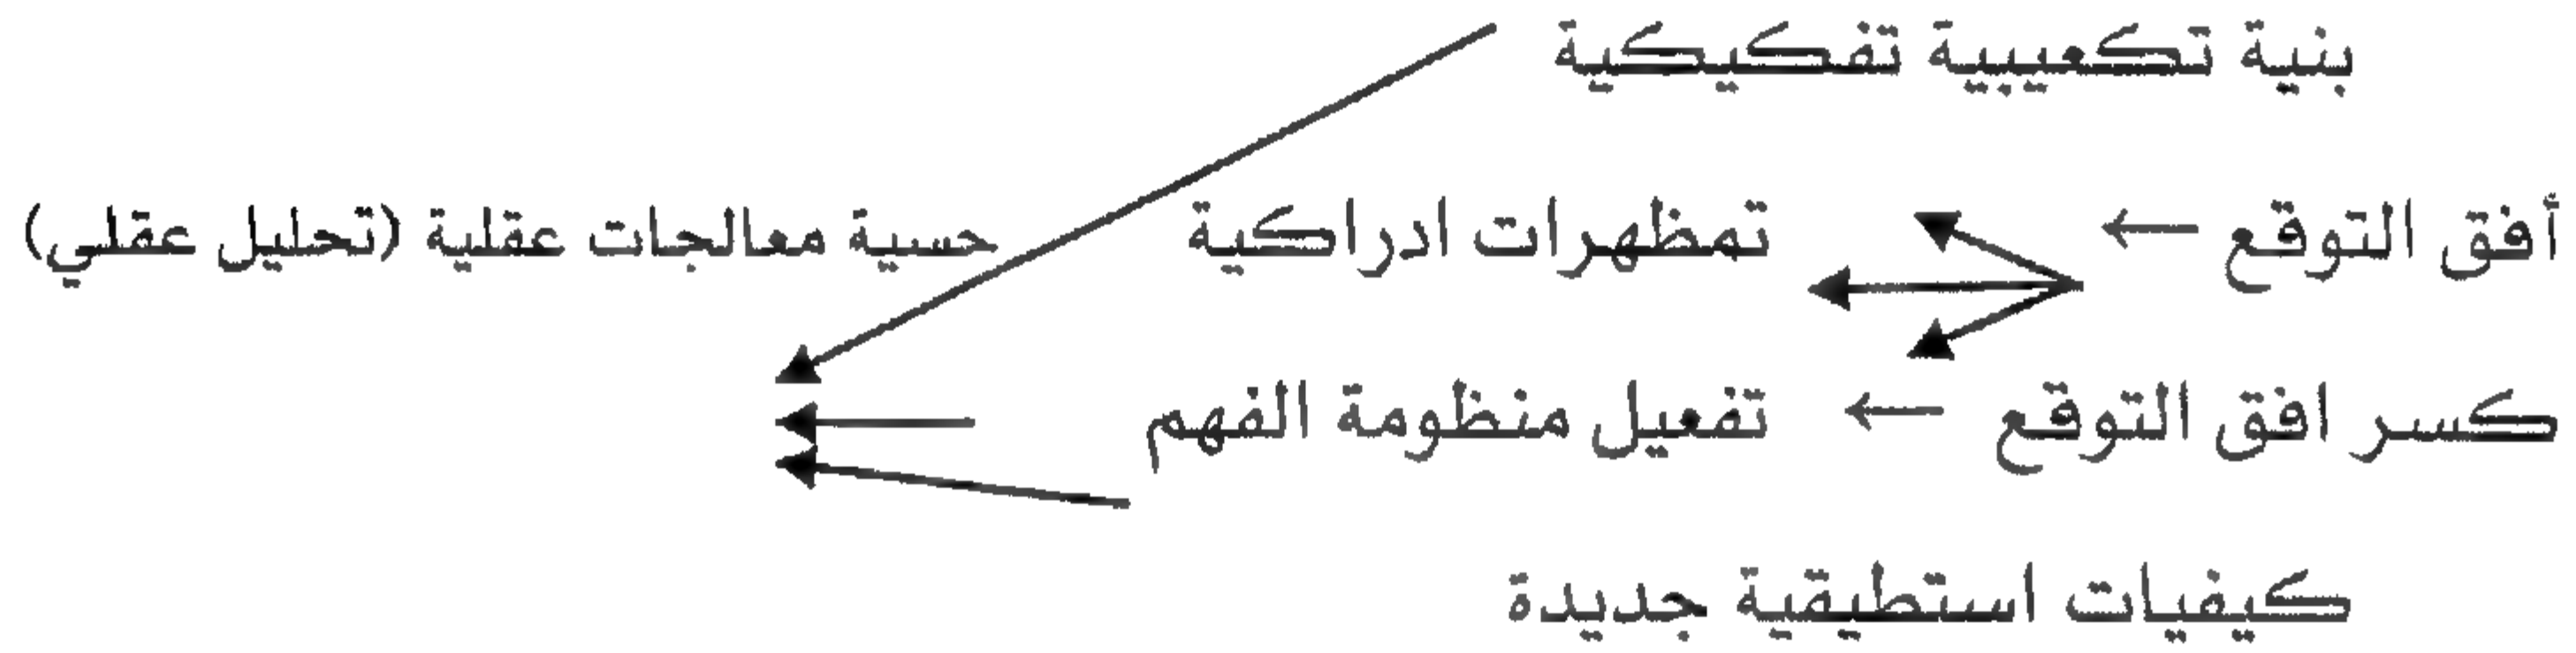 بنية تكعيبية تفكيكية
أفق التوقع ← تمظهرات ادراكية حسية معالجات عقلية (تحليل عقلي)
كسر افق التوقع ← تفعيل منظومة الفهم
كيفيات استطيقية جديدة